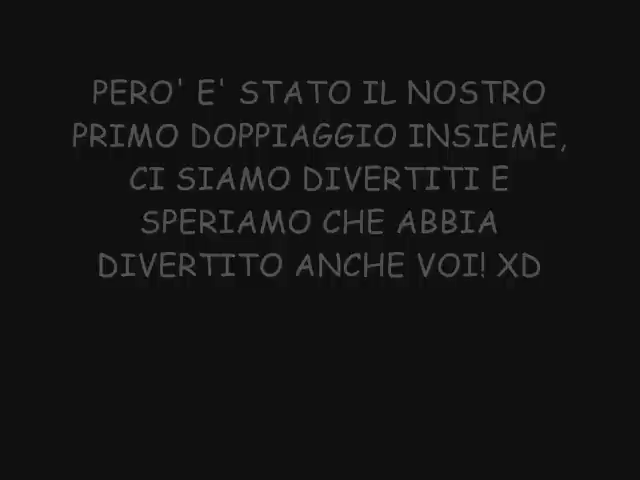 PERO' E' STATO IL NOSTRO
PRIMO DOPPIAGGIO INSIEME,
CI SIAMO DIVERTITI E
SPERIAMO CHE ABBIA
DIVERTITO ANCHE VOI! XD